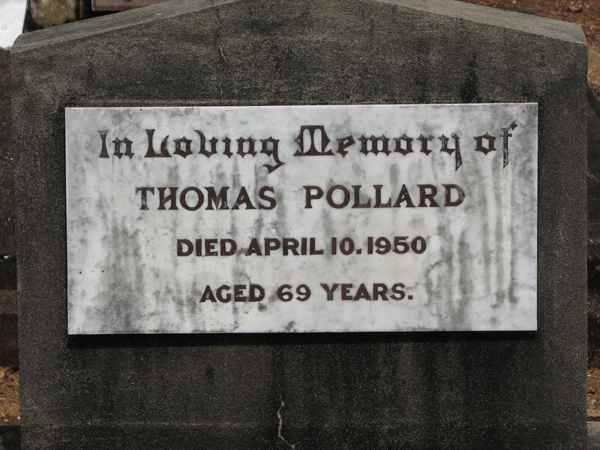 In Loving Memory of
THOMAS POLLARD
DIED APRIL 10. 1950
AGED 69 YEARS.